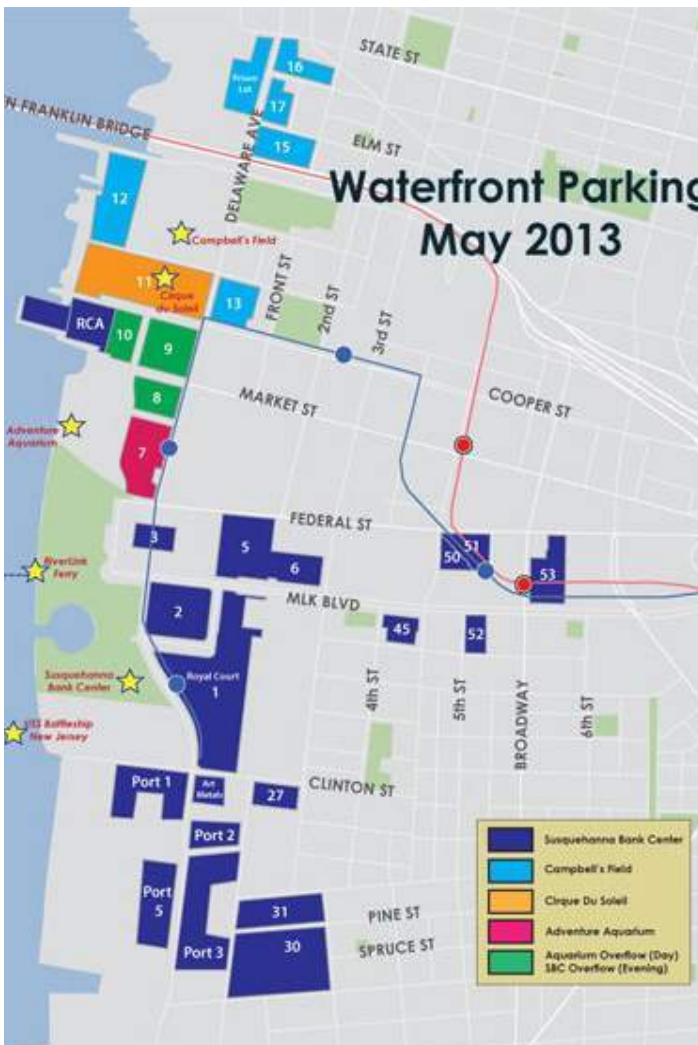 STATE ST
16
Prison
Lot
17
N FRANKLIN BRIDGE
DELAWARE AVE
15
ELM ST
Waterfront Parking
May 2013
12
Campbell's Field
11
Cirque
du Soleil
13
FRONT ST
2nd ST
3rd ST
RCA
10
9
8
MARKET ST
COOPER ST
Adventure
Aquarium
7
FEDERAL ST
3
5
6
51
50
53
RiverLink
Ferry
MLK BLVD
2
45
52
Susquehanna
Bank Center
Royal Court
1
4th ST
5th ST
BROADWAY
6th ST
USS Battleship
New Jersey
Port 1
Art
Metals
27
CLINTON ST
Port 2
Port
5
Port 3
31
30
PINE ST
SPRUCE ST
Susquehanna Bank Center
Campbell's Field
Cirque Du Soleil
Adventure Aquarium
Aquarium Overflow (Day)
SBC Overflow (Evening)